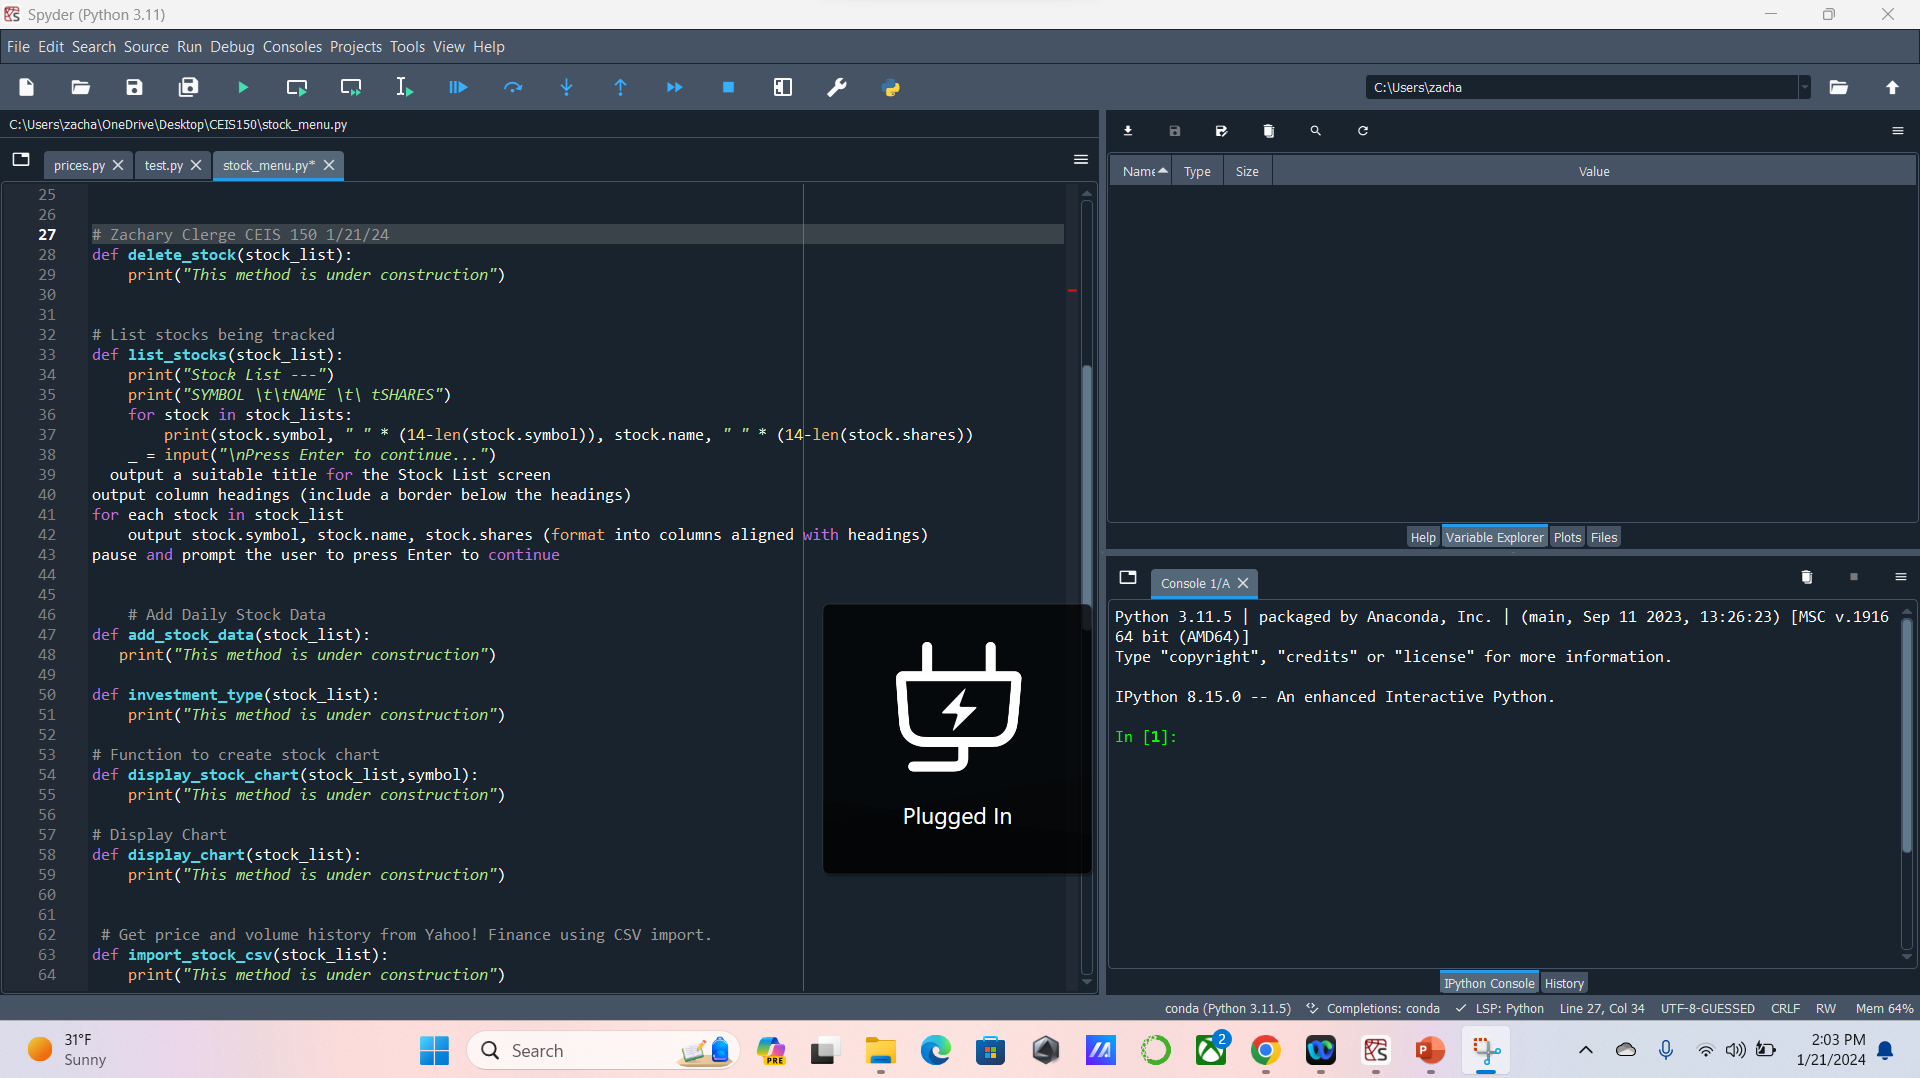 Spyder (Python 3.11)
File Edit Search Source Run Debug Consoles Projects Tools View Help
C:\Users\zacha
C:\Users\zacha\OneDrive\Desktop\CEIS150\stock_menu.py
prices.py
test.py
stock_menu.py*
25
26
27 # Zachary Clerge CEIS 150 1/21/24
28 def delete_stock(stock_list):
29     print("This method is under construction")
30
31
32 # List stocks being tracked
33 def list_stocks(stock_list):
34     print("Stock List ---")
35     print("SYMBOL \t\tNAME \t\ tSHARES")
36     for stock in stock_lists:
37         print(stock.symbol, " " * (14-len(stock.symbol)), stock.name, " " * (14-len(stock.shares))
38     _ = input("\nPress Enter to continue...")
39   output a suitable title for the Stock List screen
40 output column headings (include a border below the headings)
41 for each stock in stock_list
42     output stock.symbol, stock.name, stock.shares (format into columns aligned with headings)
43 pause and prompt the user to press Enter to continue
44
45
46     # Add Daily Stock Data
47 def add_stock_data(stock_list):
48    print("This method is under construction")
49
50 def investment_type(stock_list):
51     print("This method is under construction")
52
53 # Function to create stock chart
54 def display_stock_chart(stock_list,symbol):
55     print("This method is under construction")
56
57 # Display Chart
58 def display_chart(stock_list):
59     print("This method is under construction")
60
61
62  # Get price and volume history from Yahoo! Finance using CSV import.
63 def import_stock_csv(stock_list):
64     print("This method is under construction")
Plugged In
Name Type Size Value
Help Variable Explorer Plots Files
Console 1/A
Python 3.11.5 | packaged by Anaconda, Inc. | (main, Sep 11 2023, 13:26:23) [MSC v.1916
64 bit (AMD64)]
Type "copyright", "credits" or "license" for more information.
IPython 8.15.0 -- An enhanced Interactive Python.
In [1]:
IPython Console History
conda (Python 3.11.5) Completions: conda LSP: Python Line 27, Col 34 UTF-8-GUESSED CRLF RW Mem 64%
31°F
Sunny
Search
PRE
2
2:03 PM
1/21/2024